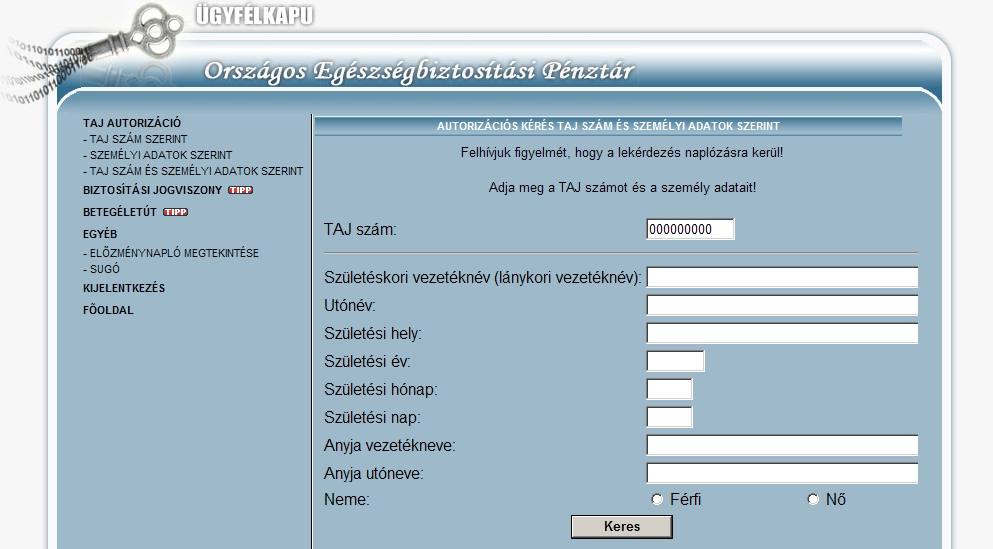 ÜGYFÉLKAPU
Országos Egészségbiztosítási Pénztár
TAJ AUTORIZÁCIÓ
- TAJ SZÁM SZERINT
- SZEMÉLYI ADATOK SZERINT
- TAJ SZÁM ÉS SZEMÉLYI ADATOK SZERINT
BIZTOSÍTÁSI JOGVISZONY TIPP
BETEGÉLETÚT TIPP
EGYÉB
- ELŐZMÉNYNAPLÓ MEGTEKINTÉSE
- SUGÓ
KIJELENTKEZÉS
FÕOLDAL
AUTORIZÁCIÓS KÉRÉS TAJ SZÁM ÉS SZEMÉLYI ADATOK SZERINT
Felhívjuk figyelmét, hogy a lekérdezés naplózásra kerül!
Adja meg a TAJ számot és a személy adatait!
TAJ szám: 000000000
Születéskori vezetéknév (lánykori vezetéknév):
Utónév:
Születési hely:
Születési év:
Születési hónap:
Születési nap:
Anyja vezetékneve:
Anyja utóneve:
Neme: Férfi Nő
Keres